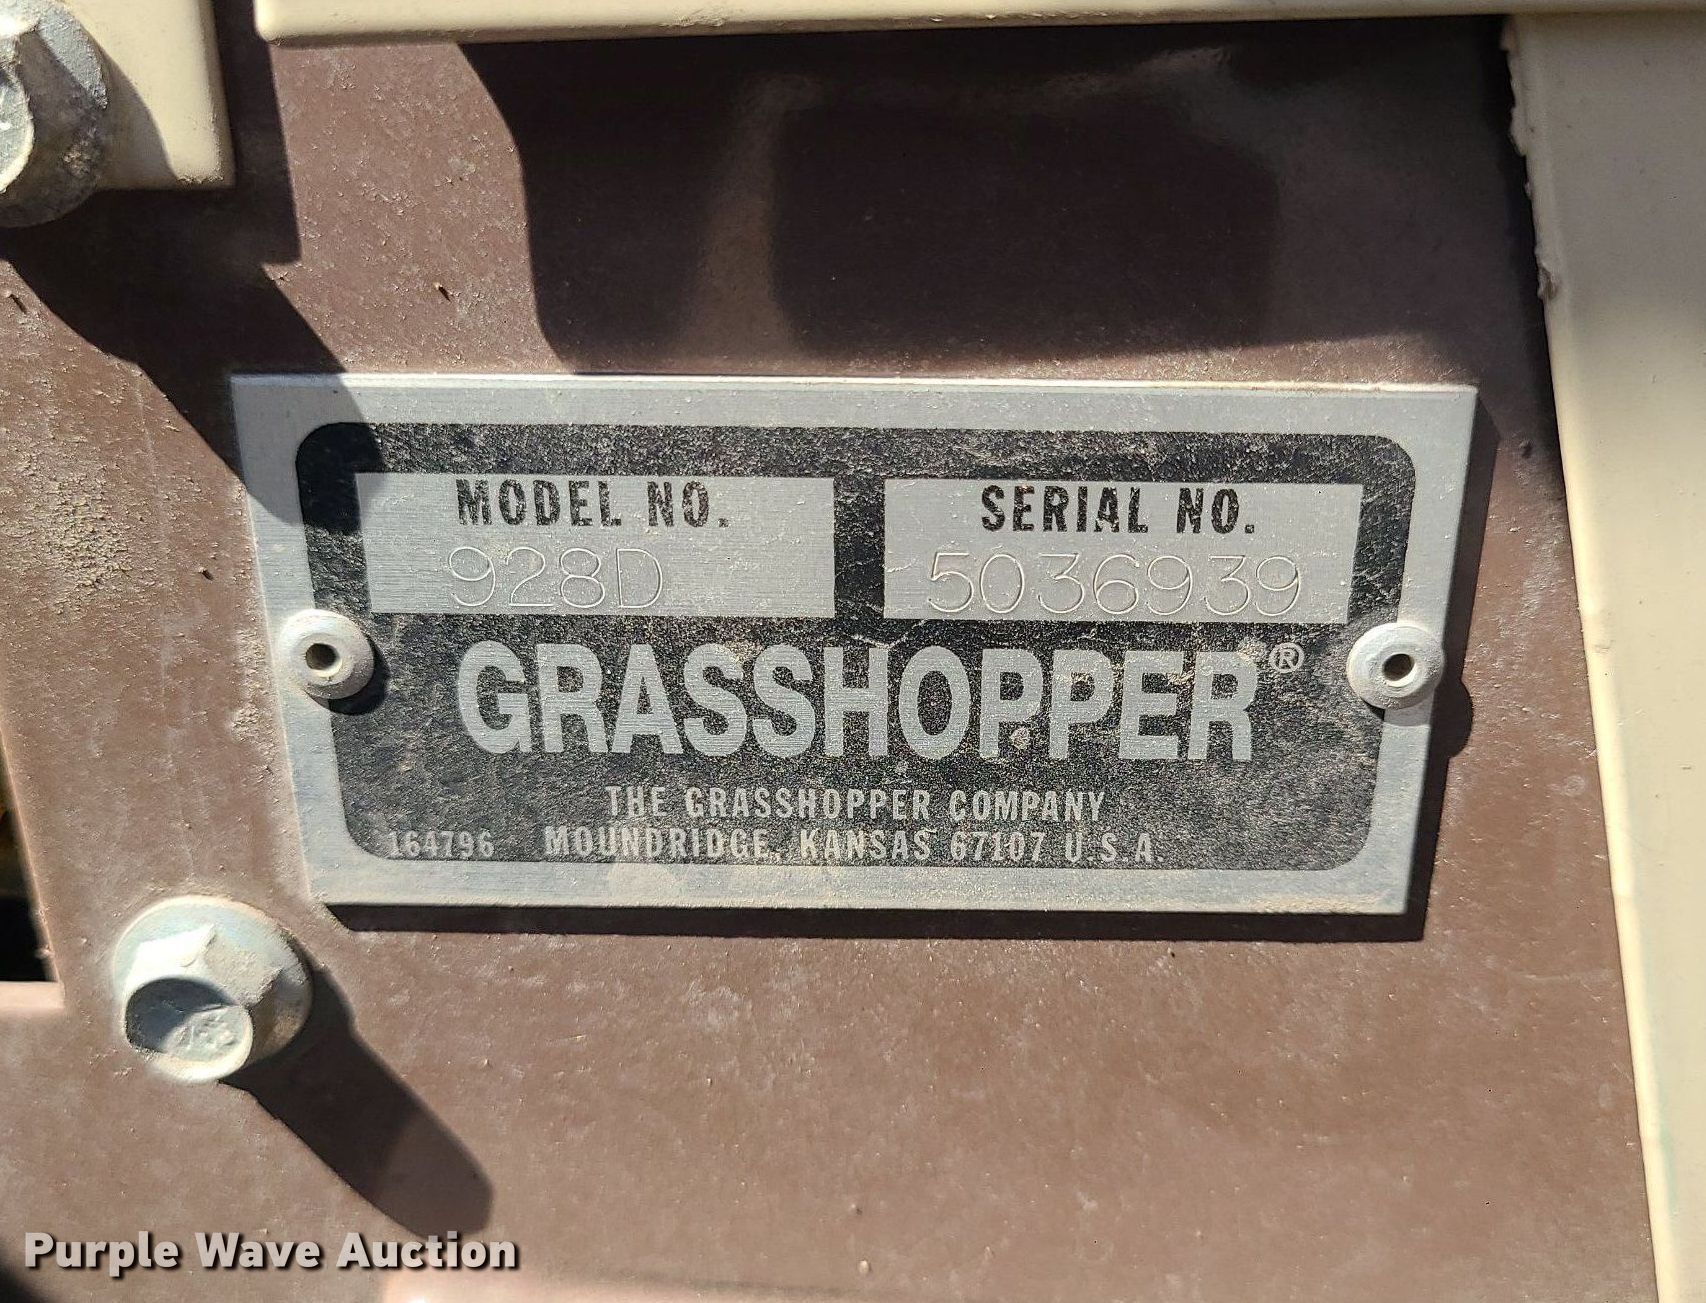 MODEL NO.
928D
SERIAL NO.
5036939
GRASSHOPPER®
THE GRASSHOPPER COMPANY
164796 MOUNDRIDGE, KANSAS 67107 U.S.A.
Purple Wave Auction